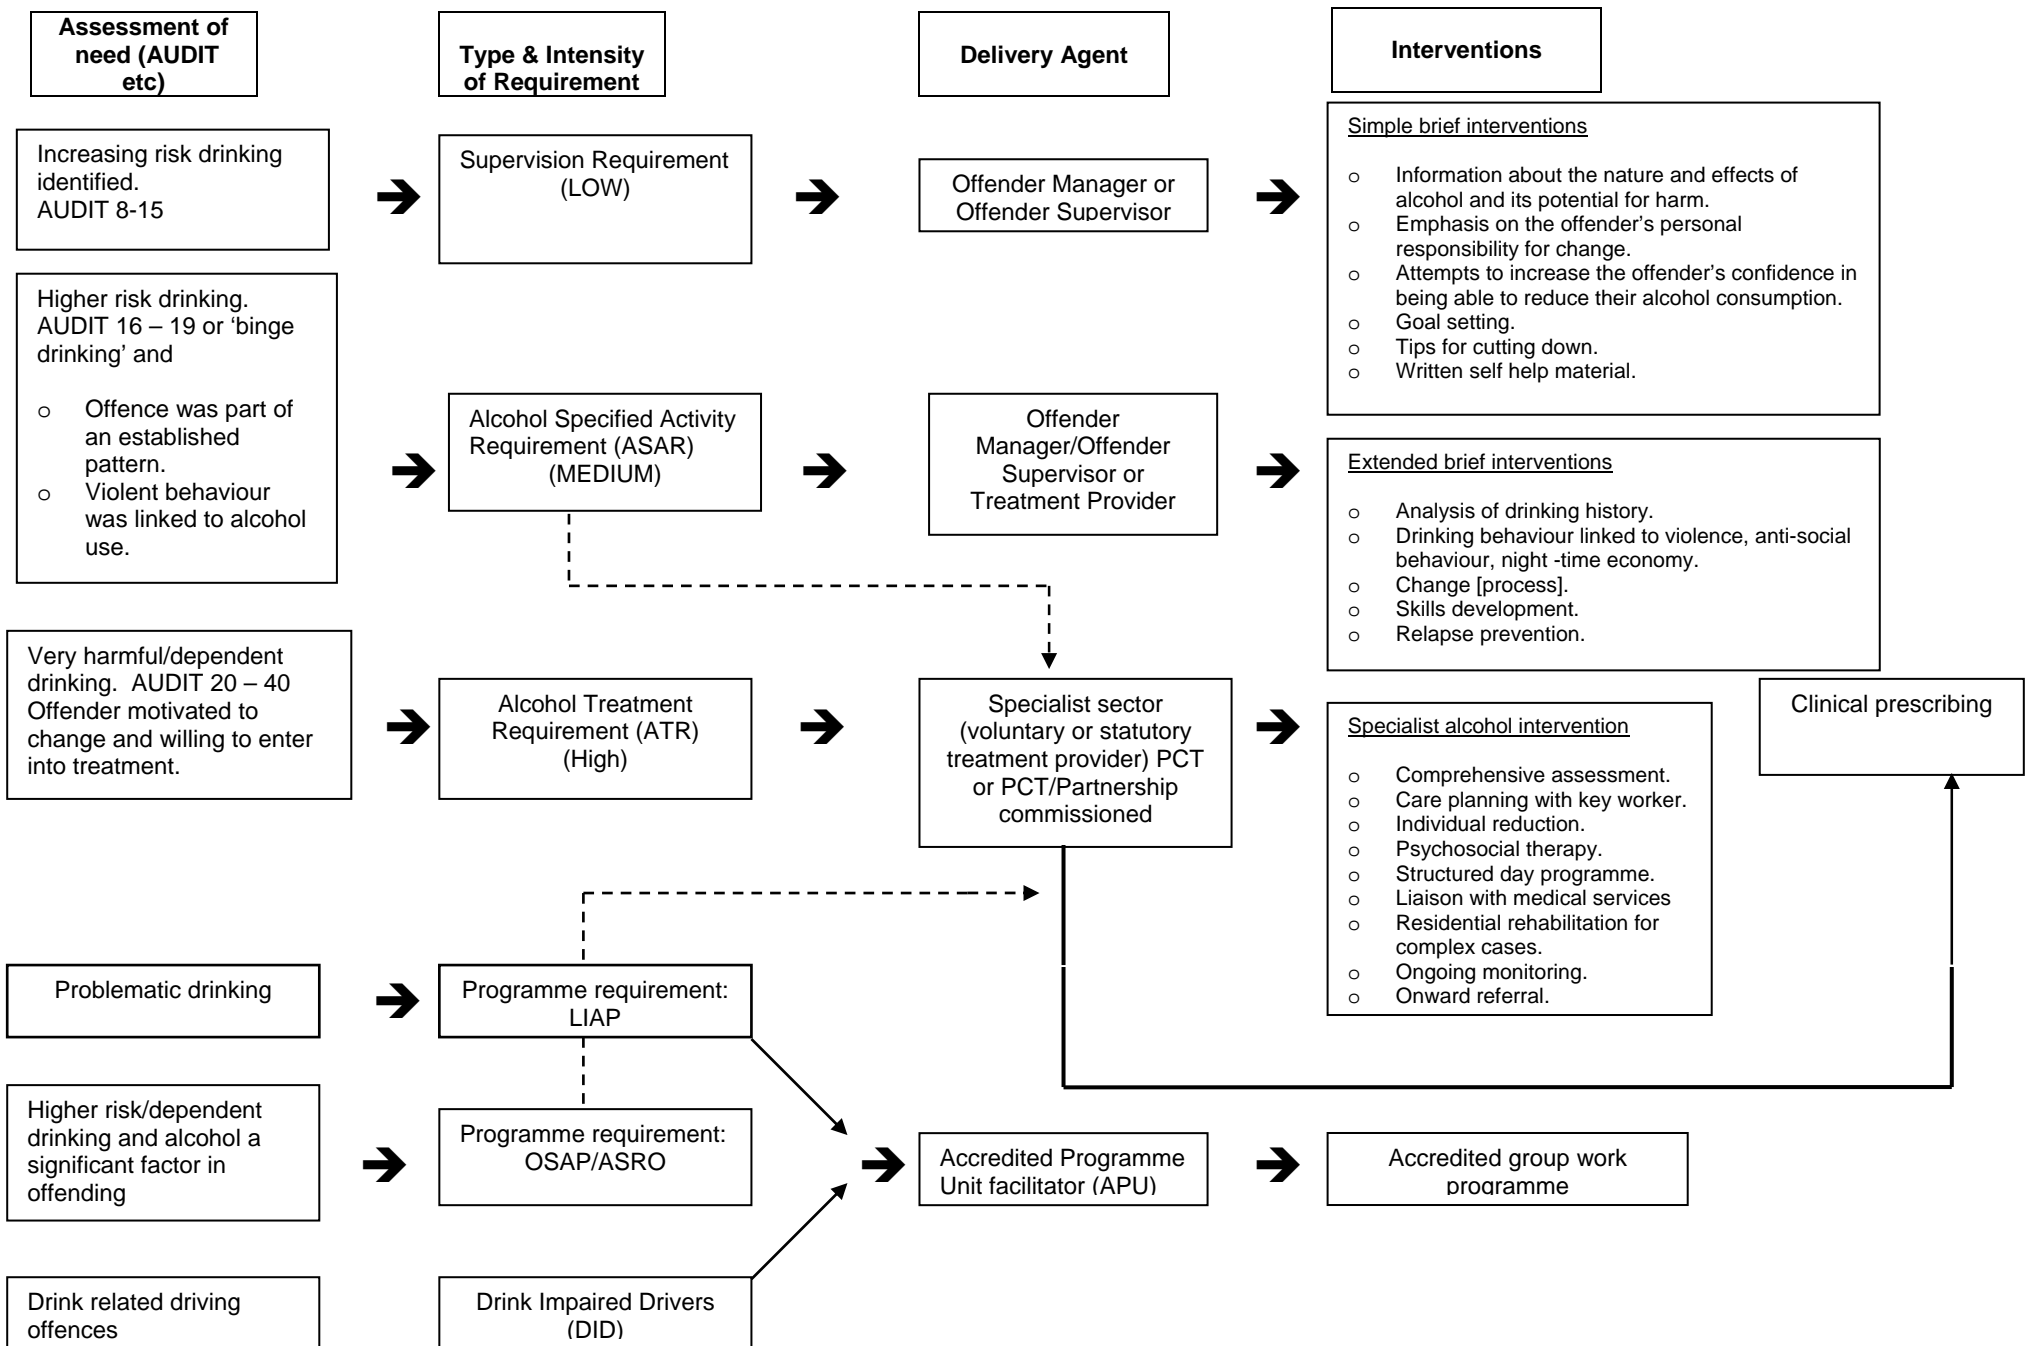 Assessment of
need (AUDIT
etc)
Type & Intensity
of Requirement
Delivery Agent
Interventions
Increasing risk drinking
identified.
AUDIT 8-15
Supervision Requirement
(LOW)
Offender Manager or
Offender Supervisor
Simple brief interventions
o Information about the nature and effects of
alcohol and its potential for harm.
o Emphasis on the offender’s personal
responsibility for change.
o Attempts to increase the offender’s confidence in
being able to reduce their alcohol consumption.
o Goal setting.
o Tips for cutting down.
o Written self help material.
Higher risk drinking.
AUDIT 16 – 19 or ‘binge
drinking’ and
o Offence was part of
an established
pattern.
o Violent behaviour
was linked to alcohol
use.
Alcohol Specified Activity
Requirement (ASAR)
(MEDIUM)
Offender
Manager/Offender
Supervisor or
Treatment Provider
Extended brief interventions
o Analysis of drinking history.
o Drinking behaviour linked to violence, anti-social
behaviour, night -time economy.
o Change [process].
o Skills development.
o Relapse prevention.
Very harmful/dependent
drinking. AUDIT 20 – 40
Offender motivated to
change and willing to enter
into treatment.
Alcohol Treatment
Requirement (ATR)
(High)
Specialist sector
(voluntary or statutory
treatment provider) PCT
or PCT/Partnership
commissioned
Specialist alcohol intervention
o Comprehensive assessment.
o Care planning with key worker.
o Individual reduction.
o Psychosocial therapy.
o Structured day programme.
o Liaison with medical services
o Residential rehabilitation for
complex cases.
o Ongoing monitoring.
o Onward referral.
Clinical prescribing
Problematic drinking
Programme requirement:
LIAP
Higher risk/dependent
drinking and alcohol a
significant factor in
offending
Programme requirement:
OSAP/ASRO
Accredited Programme
Unit facilitator (APU)
Accredited group work
programme
Drink related driving
offences
Drink Impaired Drivers
(DID)